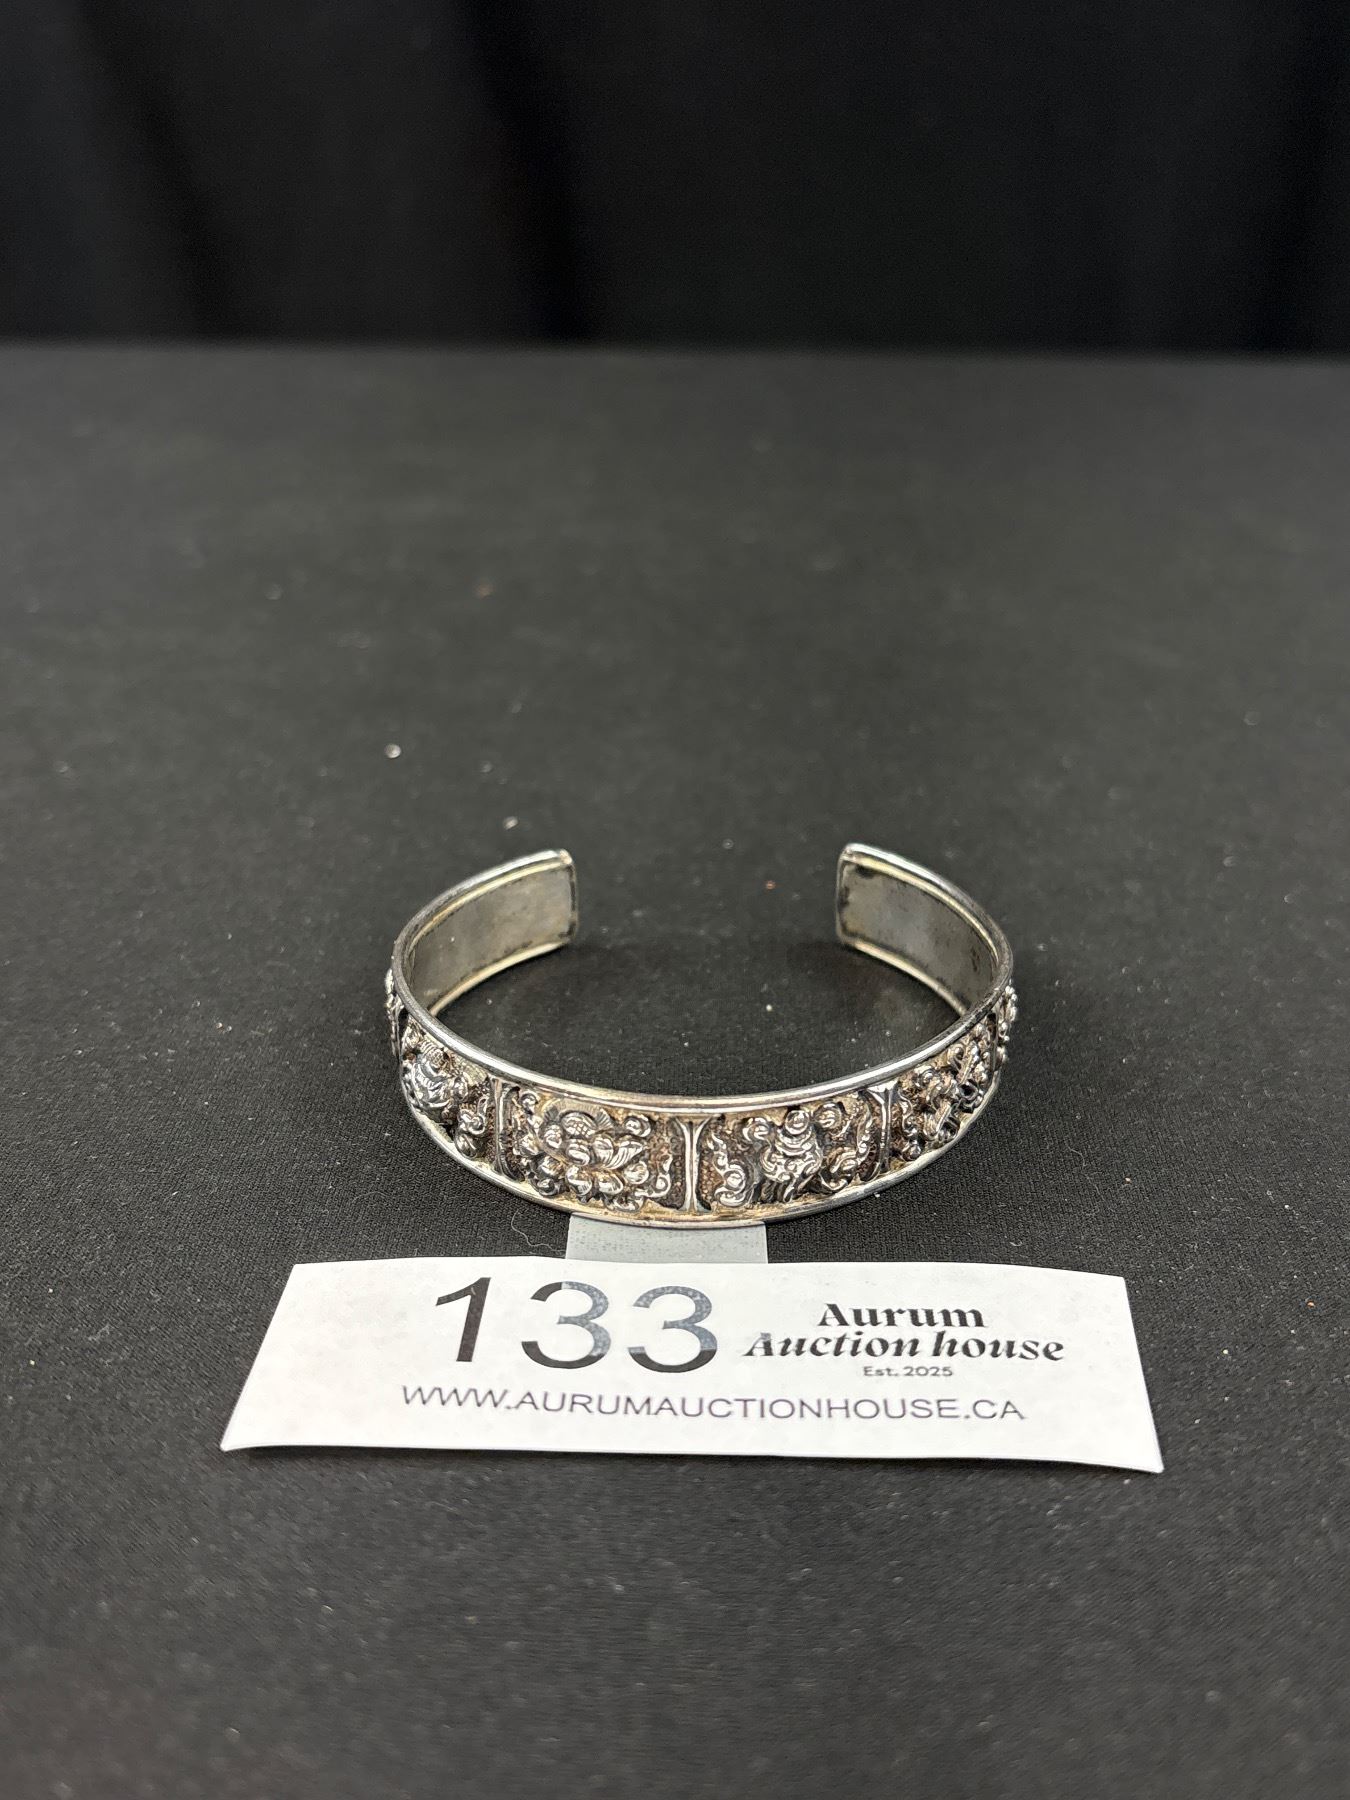 133
Aurum
Auction house
Est. 2025
WWW.AURUMAUCTIONHOUSE.CA